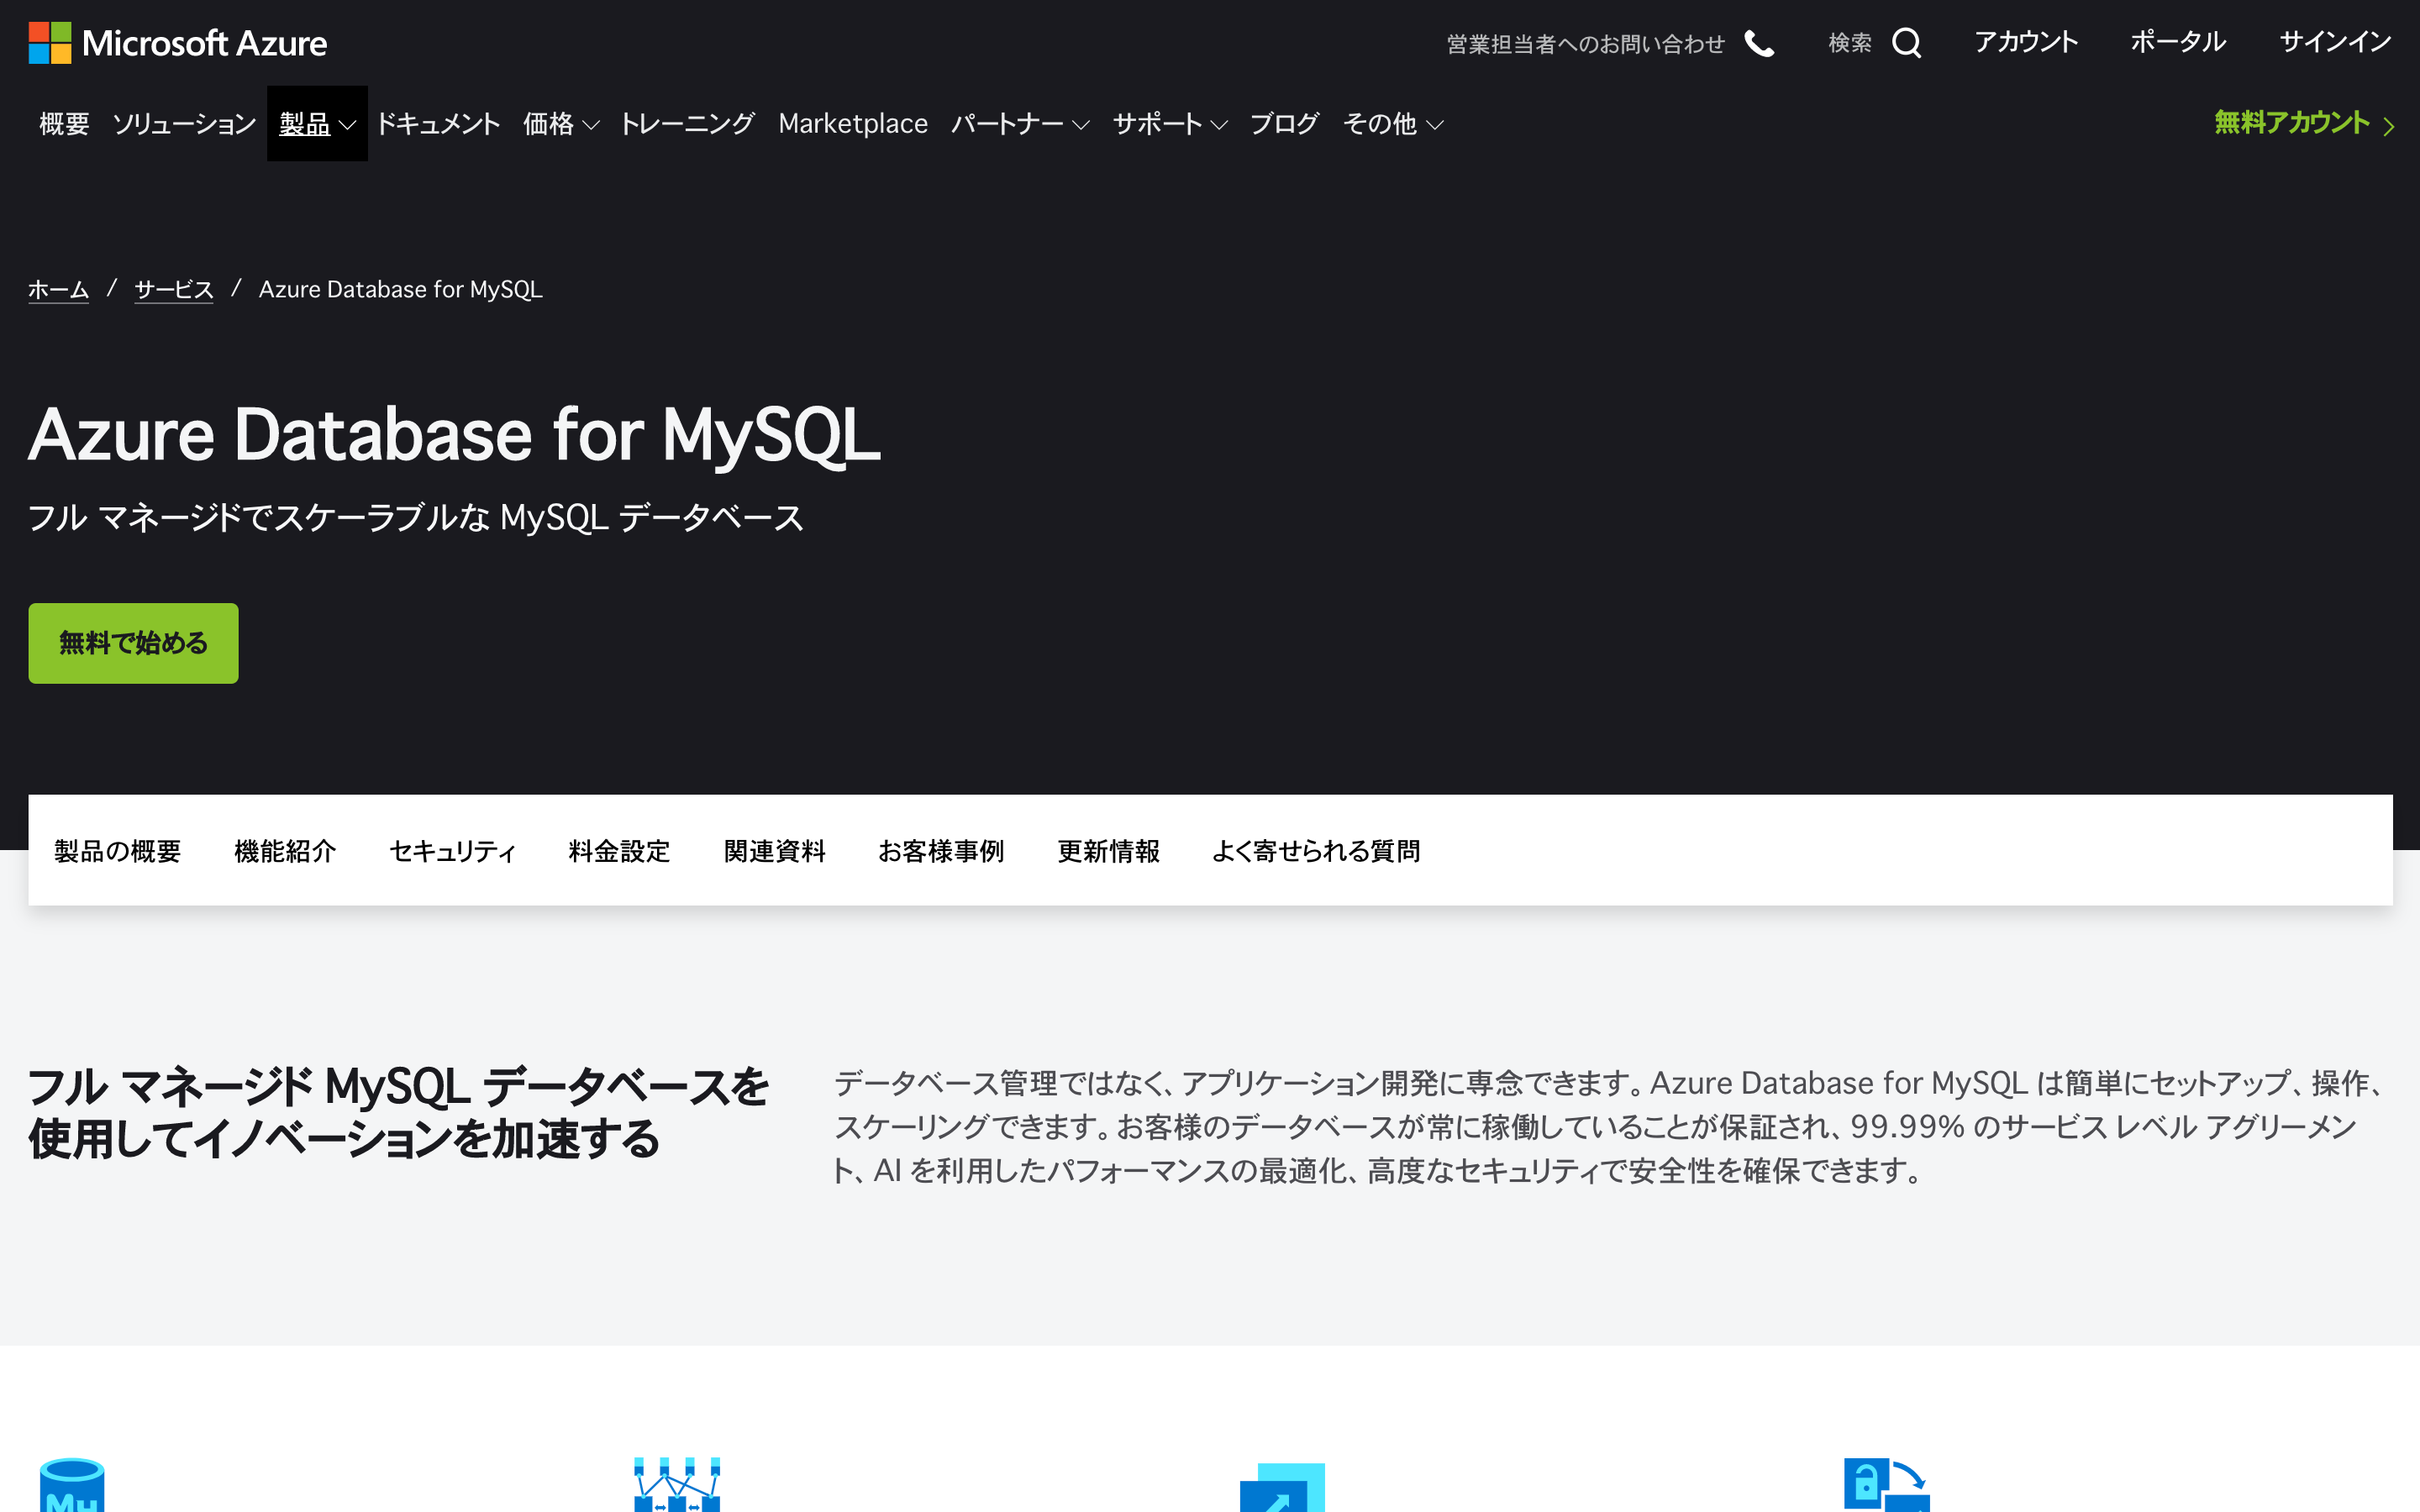 Microsoft Azure
営業担当者へのお問い合わせ 検索 アカウント ポータル サインイン
概要 ソリューション 製品 ドキュメント 価格 トレーニング Marketplace パートナー サポート ブログ その他 無料アカウント
ホーム / サービス / Azure Database for MySQL
Azure Database for MySQL
フル マネージドでスケーラブルな MySQL データベース
無料で始める
製品の概要 機能紹介 セキュリティ 料金設定 関連資料 お客様事例 更新情報 よく寄せられる質問
フル マネージド MySQL データベースを
使用してイノベーションを加速する
データベース管理ではなく、アプリケーション開発に専念できます。Azure Database for MySQL は簡単にセットアップ、操作、
スケーリングできます。お客様のデータベースが常に稼働していることが保証され、99.99% のサービス レベル アグリーメン
ト、AI を利用したパフォーマンスの最適化、高度なセキュリティで安全性を確保できます。
My